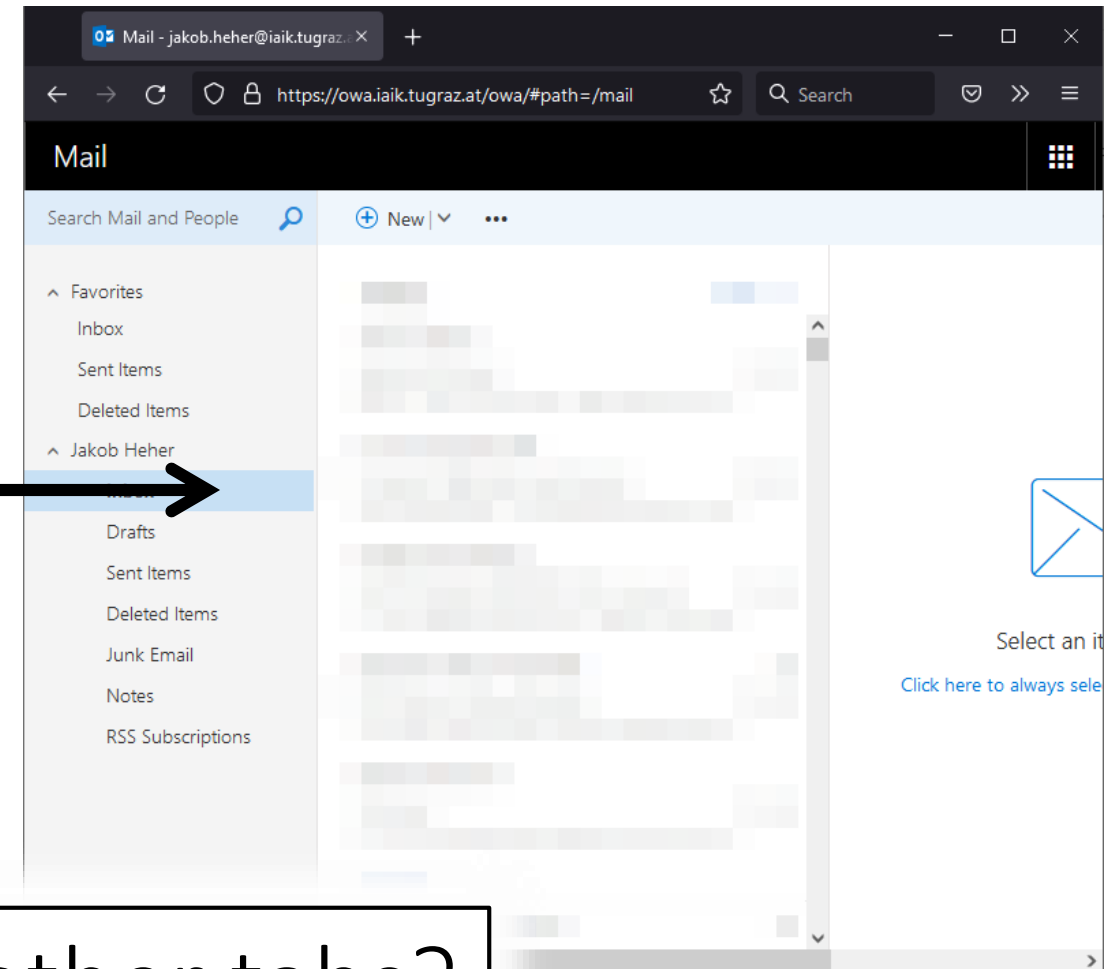 Mail - jakob.heher@iaik.tugraz.a
https://owa.iaik.tugraz.at/owa/#path=/mail
Search
Mail
Search Mail and People
New
Favorites
Inbox
Sent Items
Deleted Items
Jakob Heher
Drafts
Sent Items
Deleted Items
Junk Email
Notes
RSS Subscriptions
Select an it
Click here to always sele
other tabs?